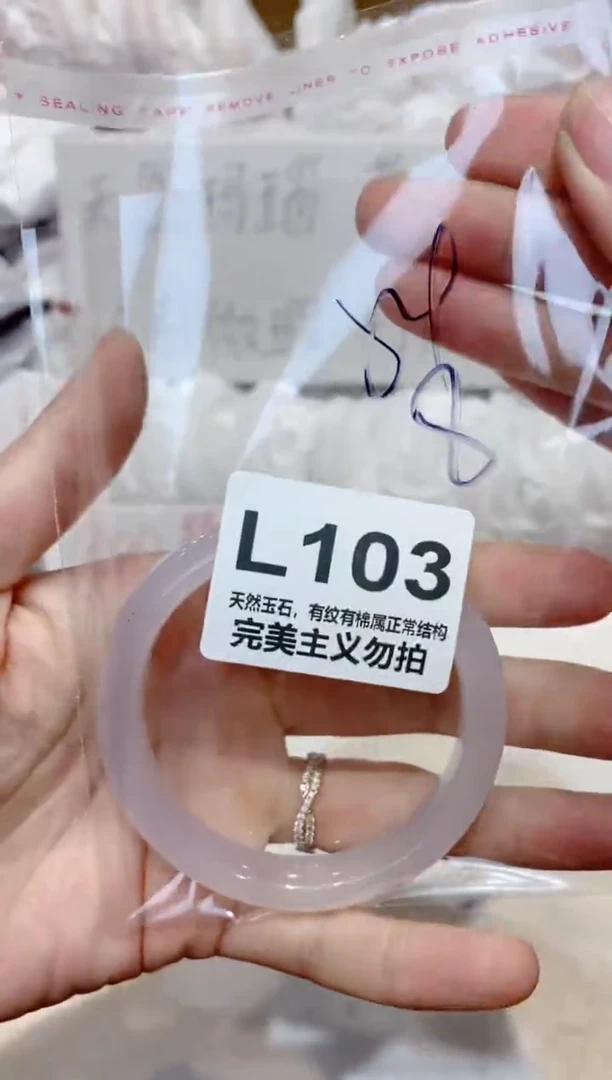 SEALING TAPE REMOVE LINER TO EXPOSE ADHESIVE
58
L103
天然玉石，有纹有棉属正常结构
完美主义勿拍